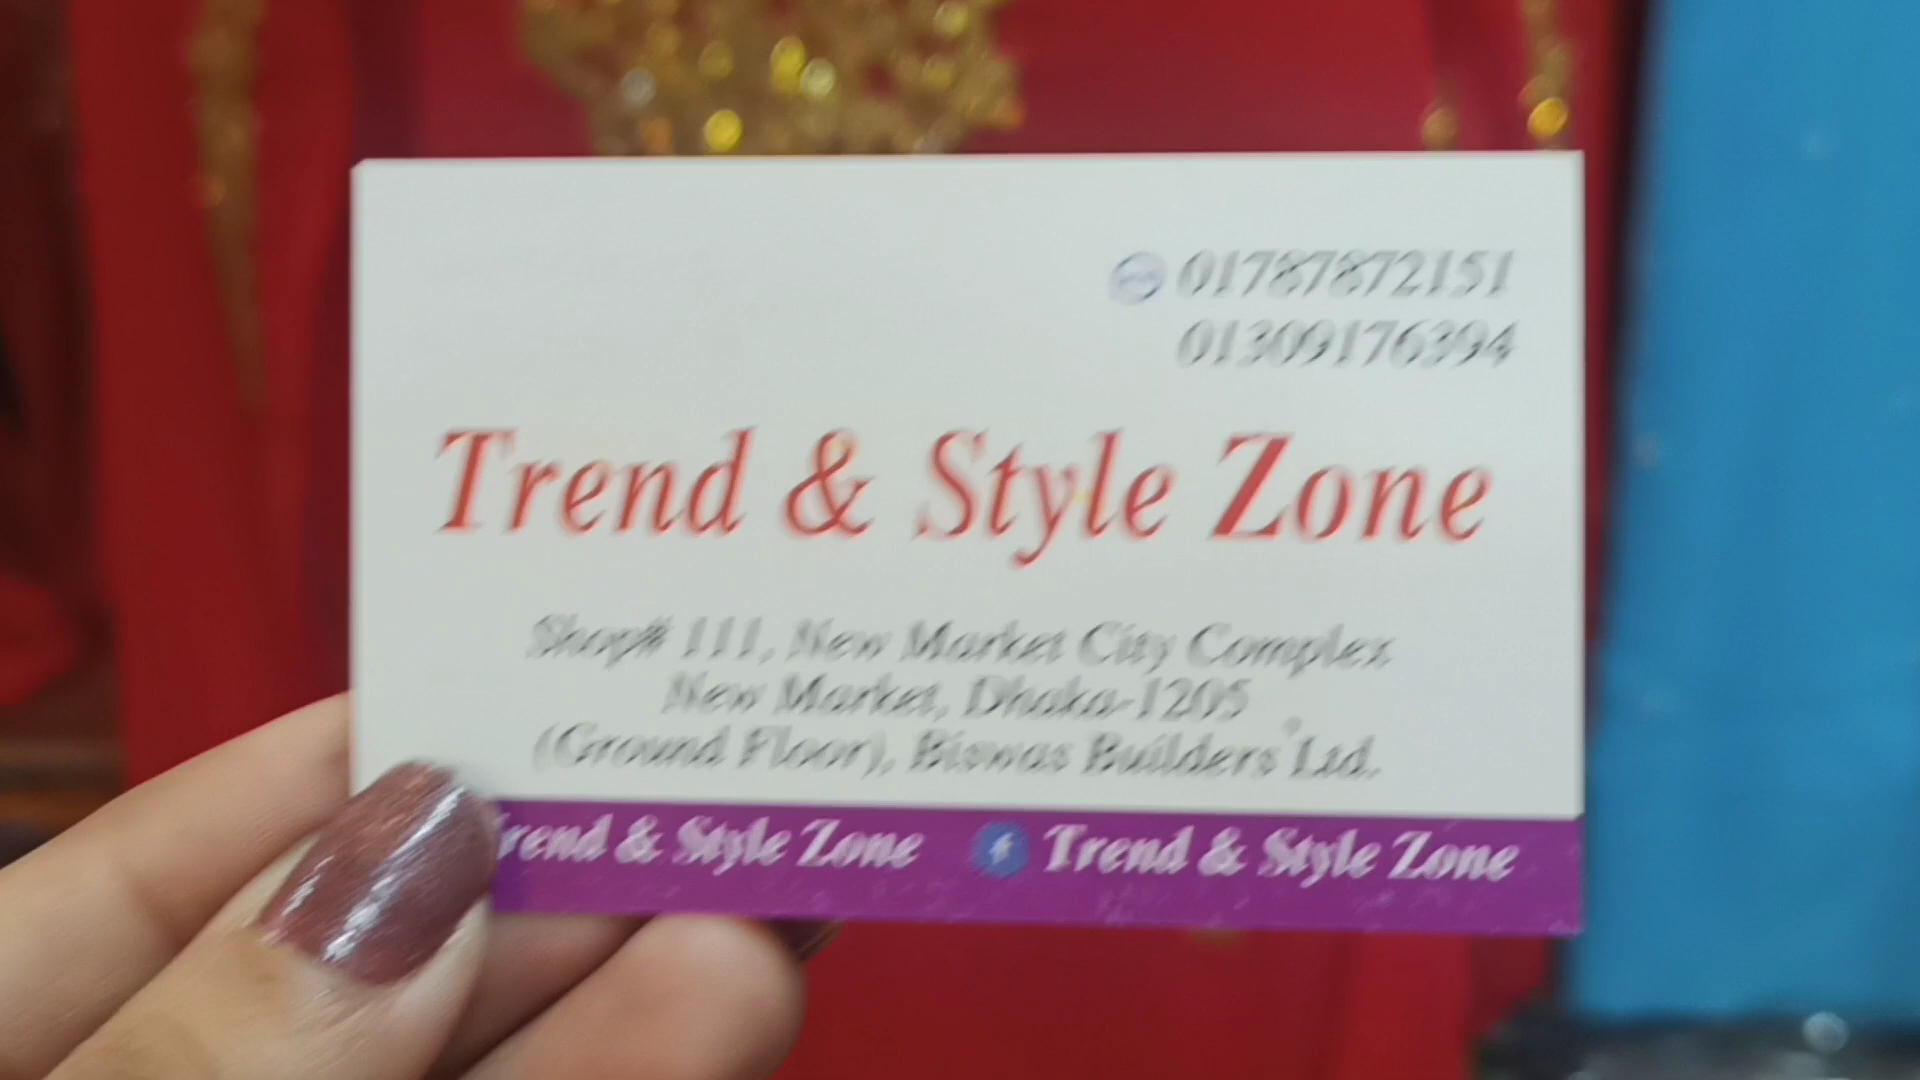 01787872151
01309176394
Trend & Style Zone
Shop# 111, New Market City Complex
New Market, Dhaka-1205
(Ground Floor), Biswas Builders Ltd.
rend & Style Zone Trend & Style Zone